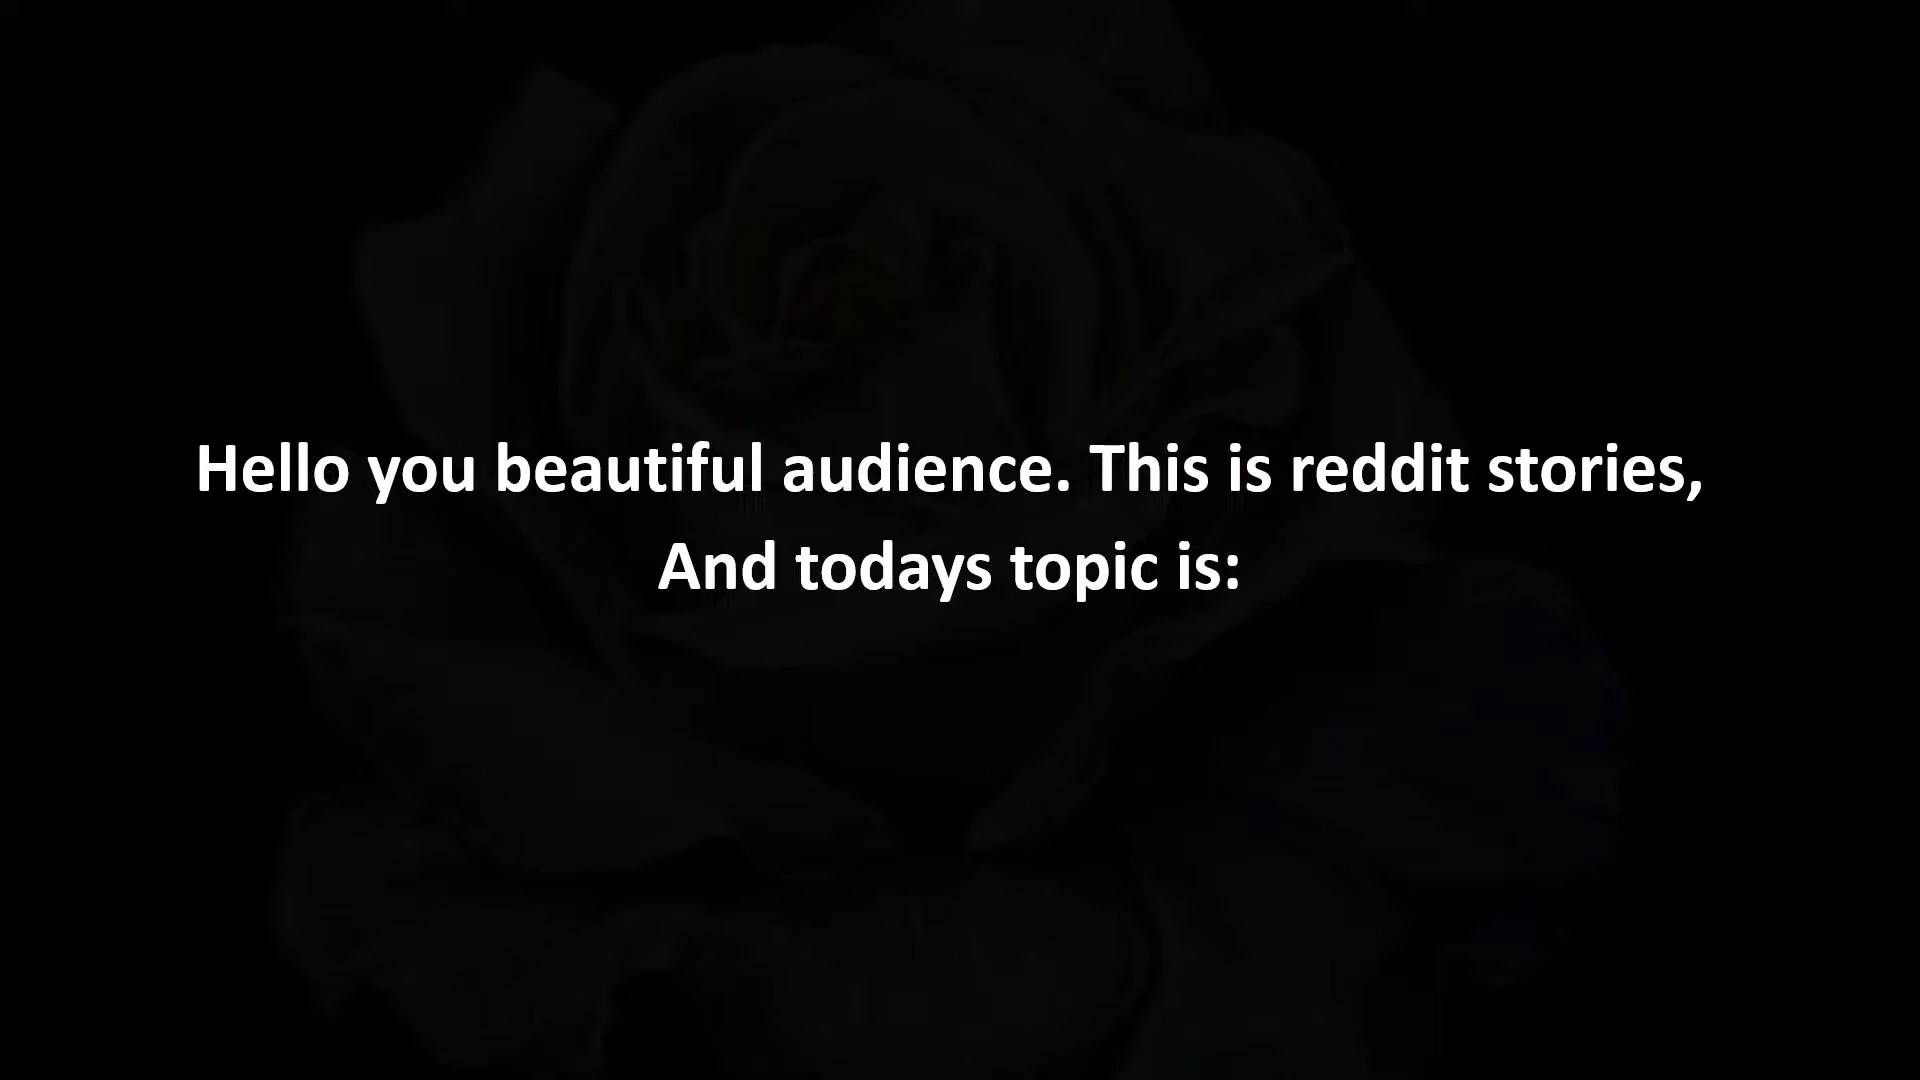 Hello you beautiful audience. This is reddit stories,
And todays topic is: